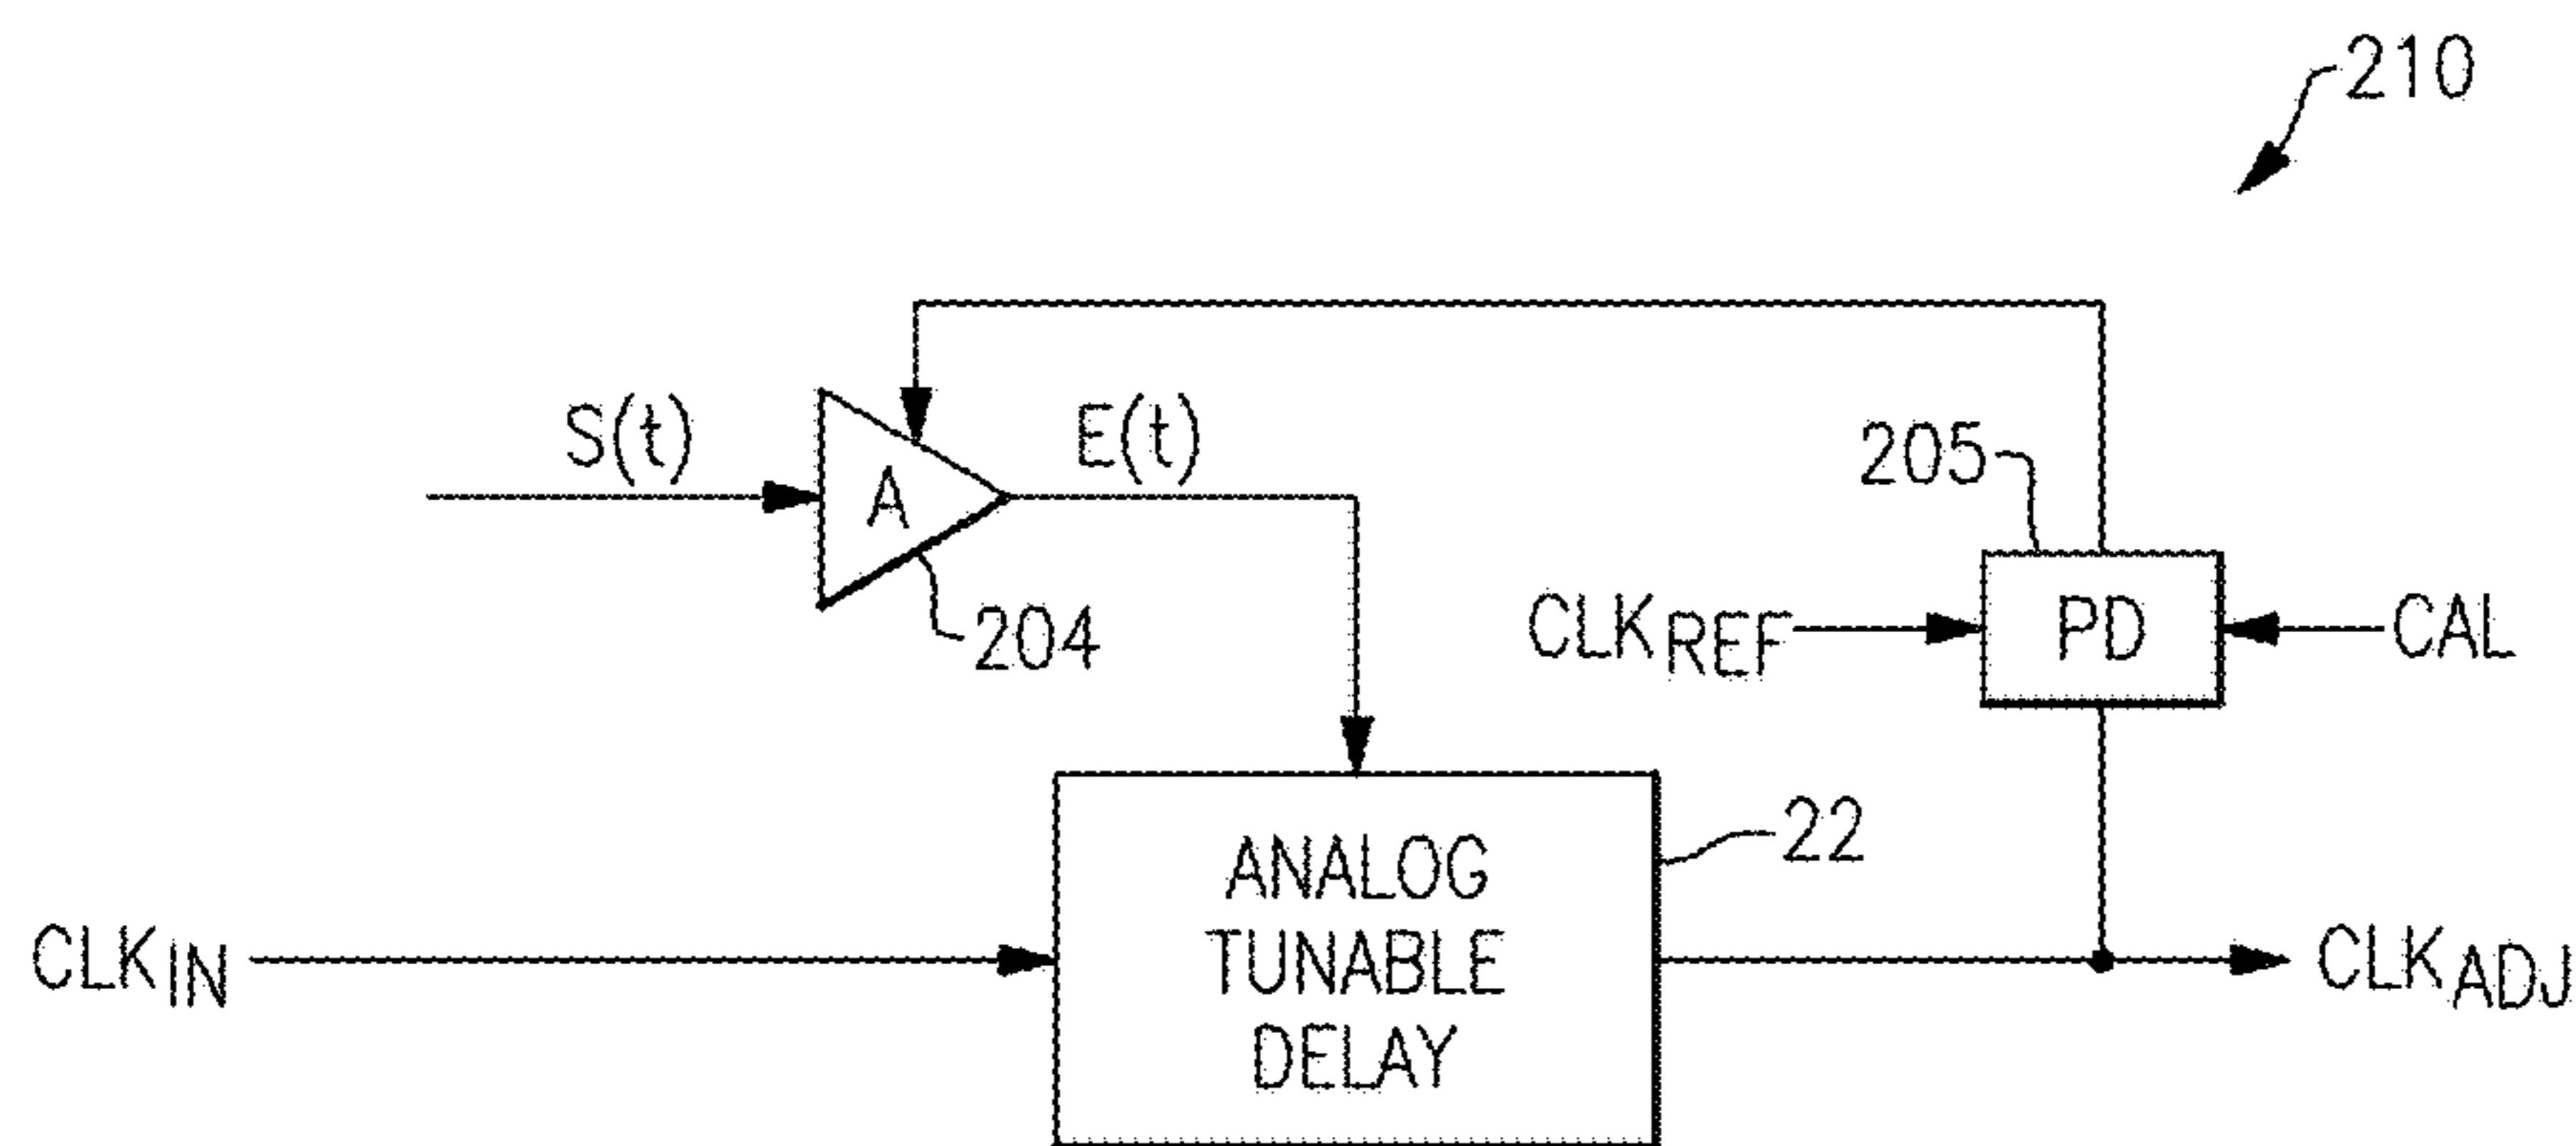 210
S(t)
A
E(t)
204
205
CLKREF
PD
CAL
22
ANALOG
TUNABLE
DELAY
CLKIN
CLKADJ